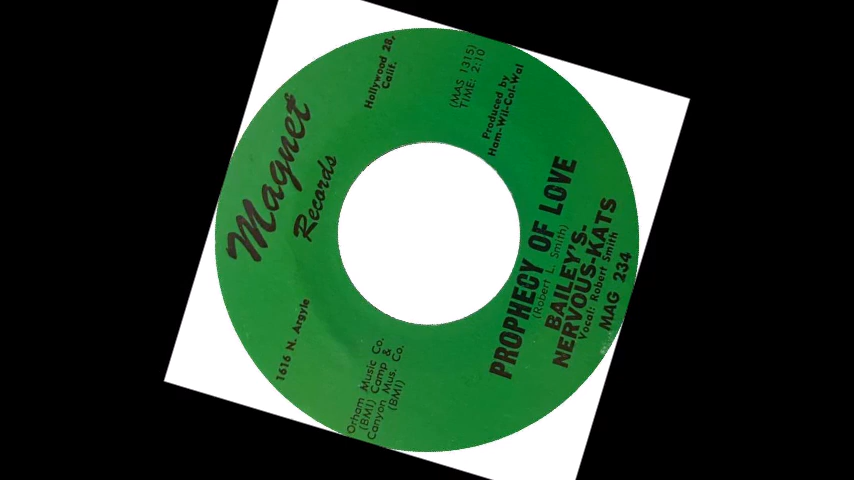 Magnet
Records
1616 N. Argyle
Hollywood 28,
Calif.
Orham Music Co.
(BMI) Camp &
Canyon Mus. Co.
(BMI)
(MAS 1315)
TIME: 2:10
Produced by
Ham-Wil-Col-Wal
PROPHECY OF LOVE
(Robert L. Smith)
BAILEY'S-
NERVOUS-KATS
Vocal: Robert Smith
MAG 234